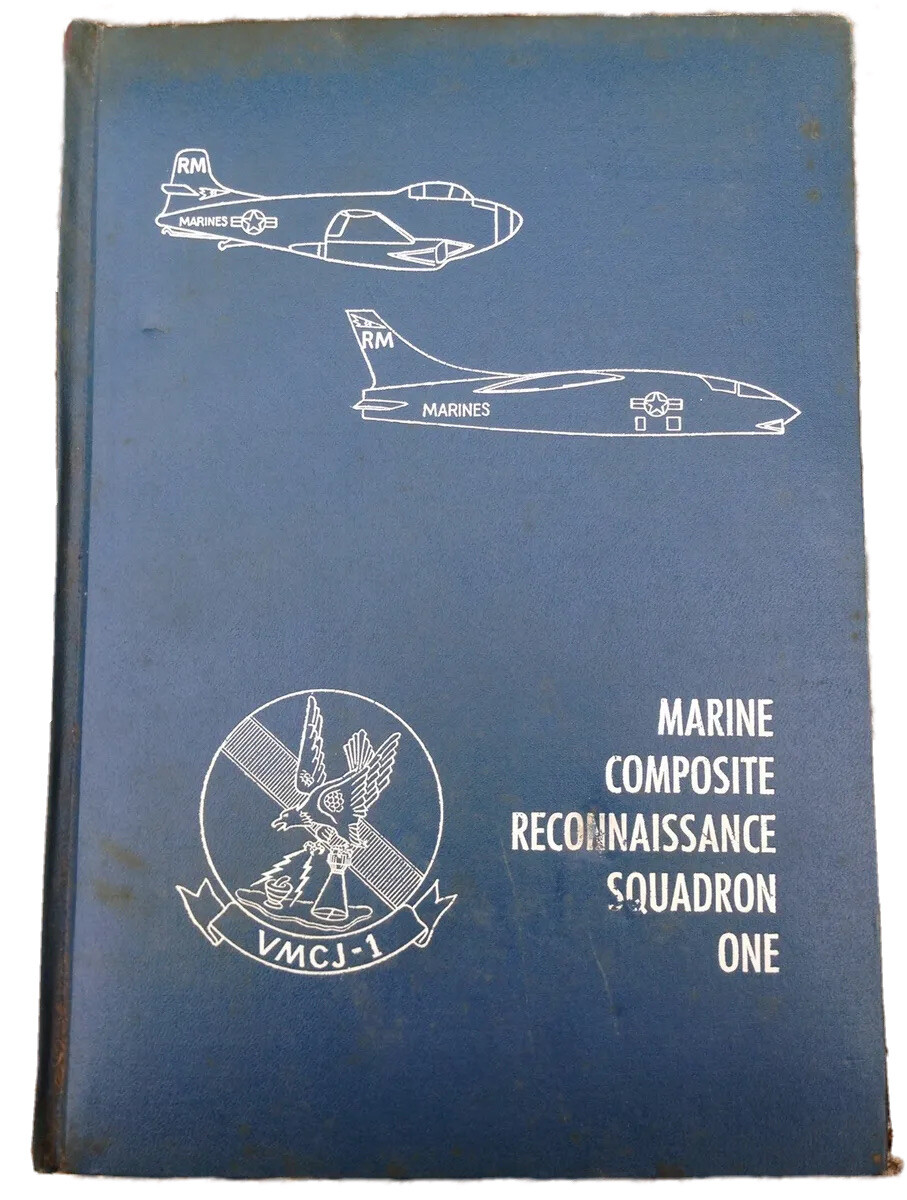 RM
MARINES
RM
MARINES
MARINE
COMPOSITE
RECONNAISSANCE
SQUADRON
ONE
VMCJ-1